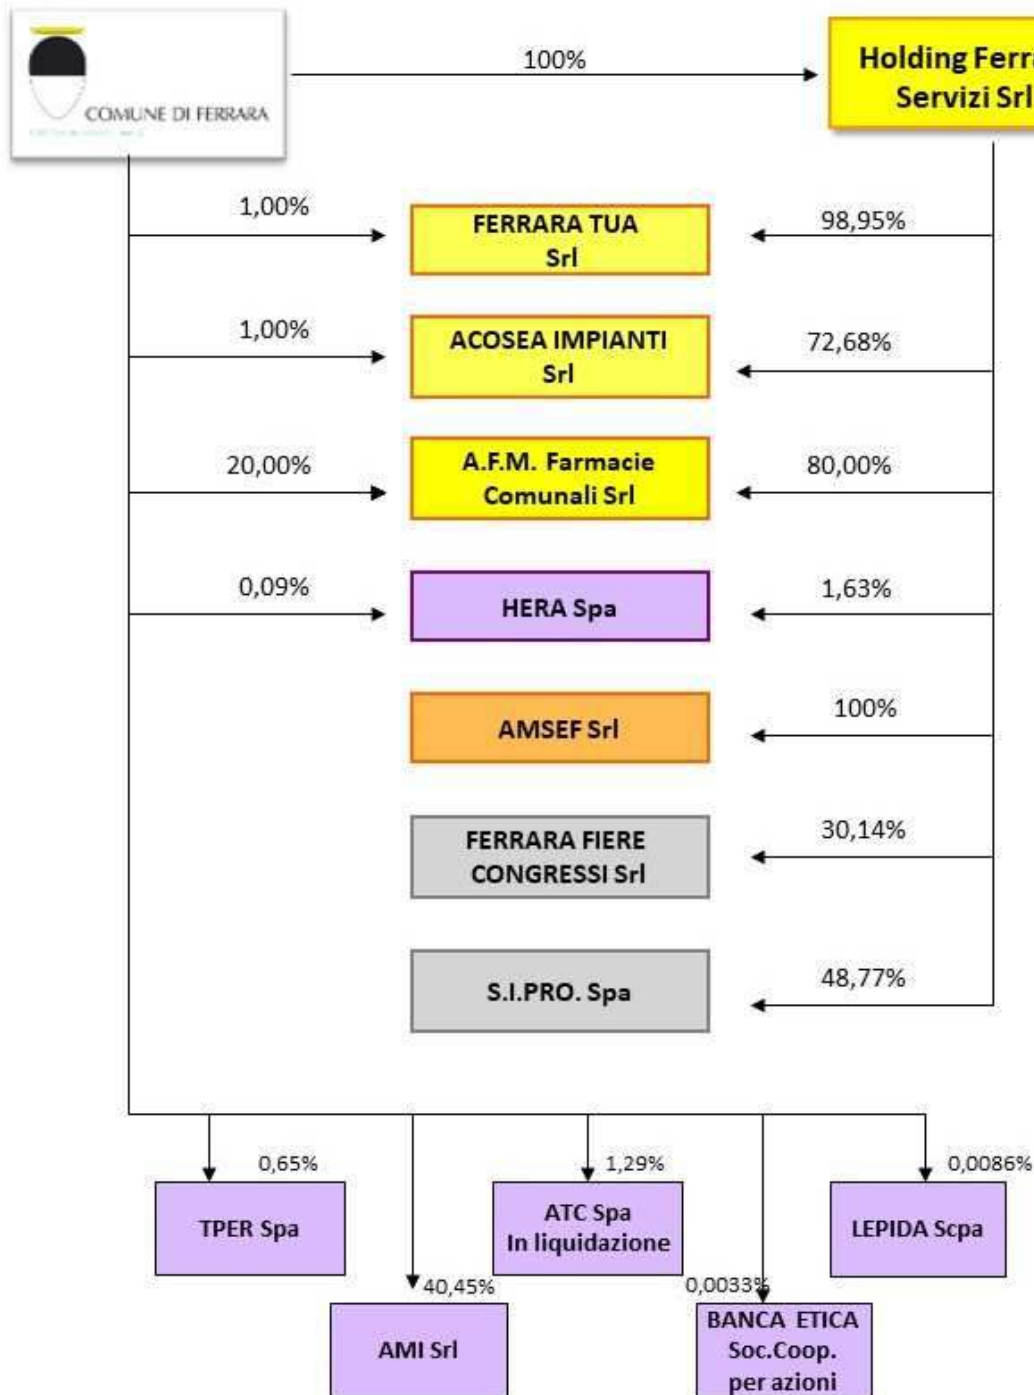 COMUNE DI FERRARA
100%
Holding Ferra
Servizi Srl
1,00%
FERRARA TUA
Srl
98,95%
1,00%
ACOSEA IMPIANTI
Srl
72,68%
20,00%
A.F.M. Farmacie
Comunali Srl
80,00%
0,09%
HERA Spa
1,63%
AMSEF Srl
100%
FERRARA FIERE
CONGRESSI Srl
30,14%
S.I.PRO. Spa
48,77%
0,65%
TPER Spa
40,45%
AMI Srl
1,29%
ATC Spa
In liquidazione
0,0033%
BANCA ETICA
Soc.Coop.
per azioni
0,0086%
LEPIDA Scpa